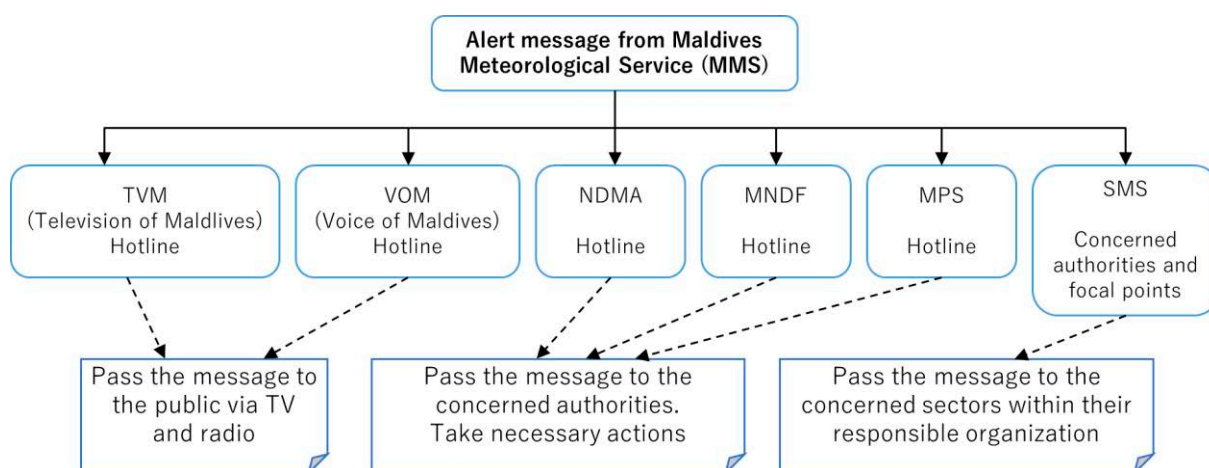 Alert message from Maldives
Meteorological Service (MMS)
TVM
(Television of Maldlives)
Hotline
VOM
(Voice of Maldives)
Hotline
NDMA
Hotline
MNDF
Hotline
MPS
Hotline
SMS
Concerned
authorities and
focal points
Pass the message to
the public via TV
and radio
Pass the message to the
concerned authorities.
Take necessary actions
Pass the message to the
concerned sectors within their
responsible organization